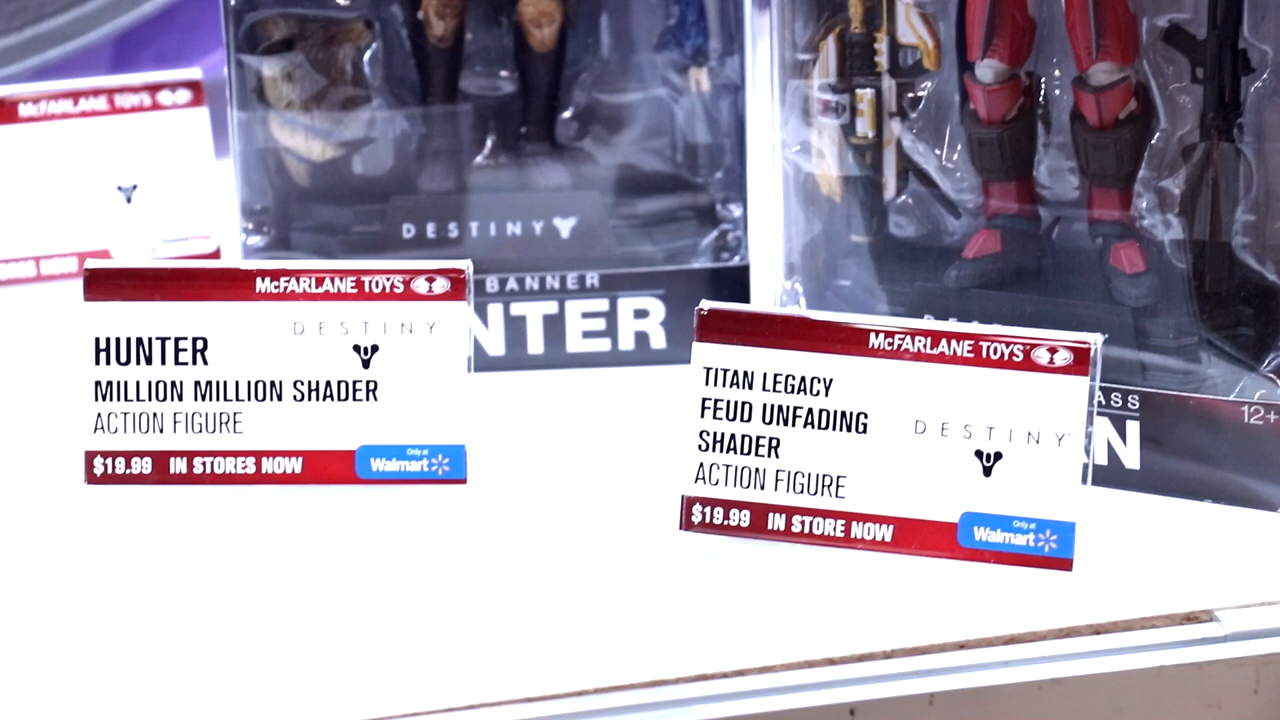 McFARLANE TOYS
DESTINY
BANNER
McFARLANE TOYS
DESTINY
HUNTER
MILLION MILLION SHADER
ACTION FIGURE
$19.99 IN STORES NOW
Only at
Walmart
McFARLANE TOYS
TITAN LEGACY
FEUD UNFADING
SHADER
ACTION FIGURE
DESTINY
$19.99 IN STORE NOW
Only at
Walmart
12+